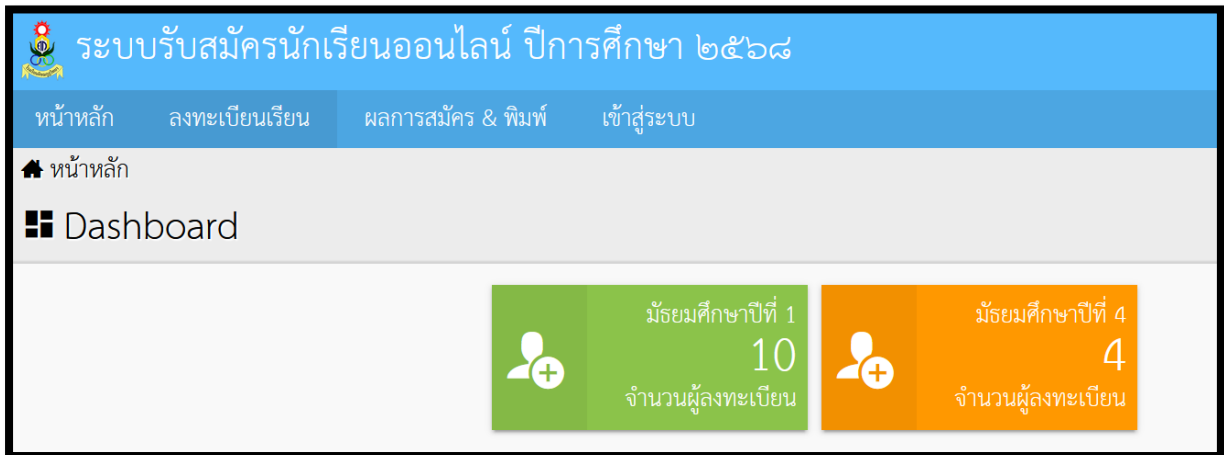 ระบบรับสมัครนักเรียนออนไลน์ ปีการศึกษา ๒๕๖๘
หน้าหลัก ลงทะเบียนเรียน ผลการสมัคร & พิมพ์ เข้าสู่ระบบ
หน้าหลัก
Dashboard
มัธยมศึกษาปีที่ 1
10
จำนวนผู้ลงทะเบียน
มัธยมศึกษาปีที่ 4
4
จำนวนผู้ลงทะเบียน